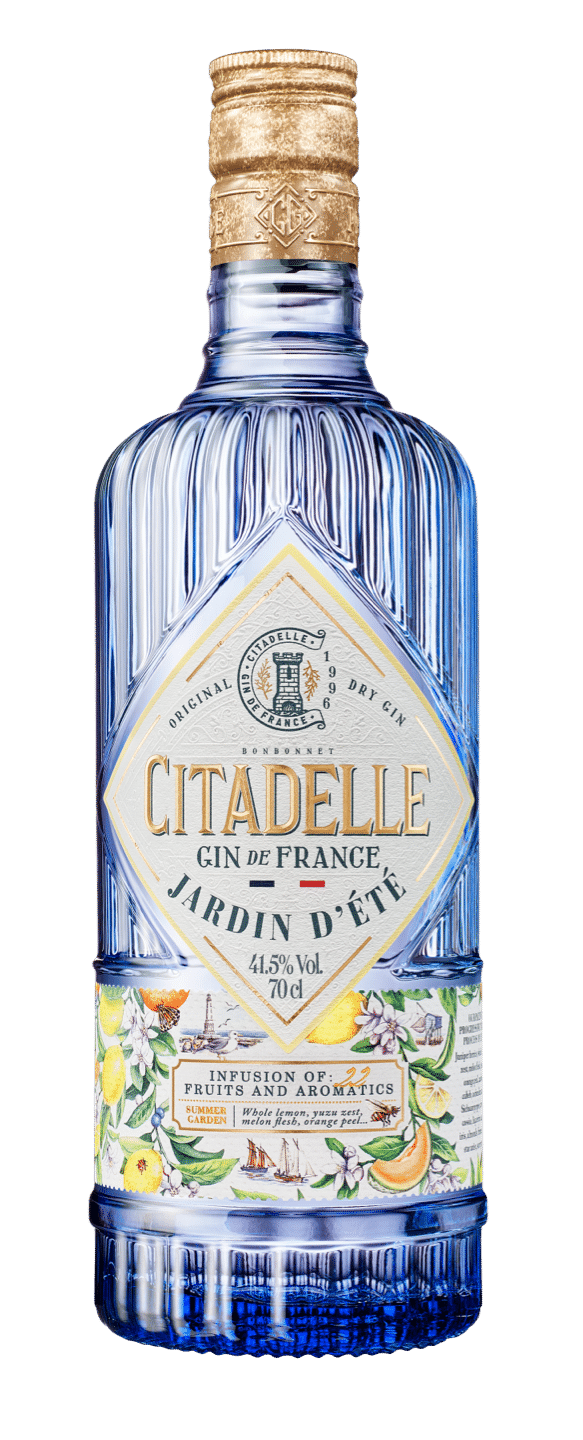 CG
CITADELLE
GIN DE FRANCE
1996
ORIGINAL
DRY GIN
BONBONNET
CITADELLE
GIN DE FRANCE
JARDIN D'ÉTÉ
41.5% Vol.
70 cl
INFUSION OF: 22
FRUITS AND AROMATICS
SUMMER
GARDEN
Whole lemon, yuzu zest,
melon flesh, orange peel...